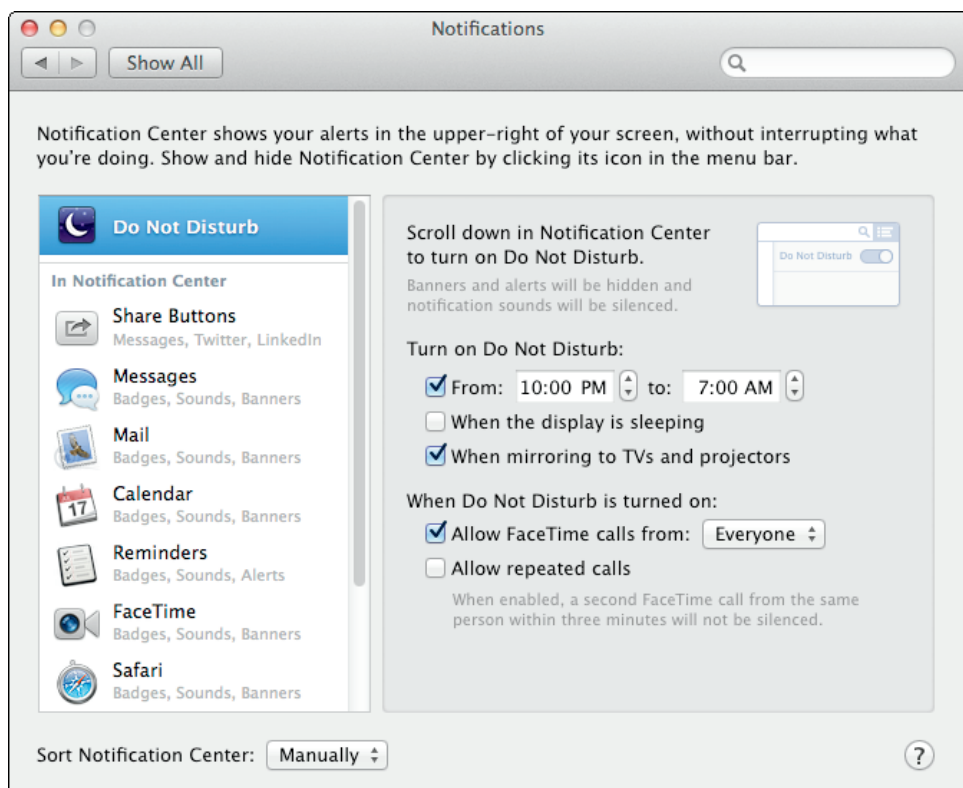 Notifications
Show All
Notification Center shows your alerts in the upper-right of your screen, without interrupting what
you're doing. Show and hide Notification Center by clicking its icon in the menu bar.
Do Not Disturb
In Notification Center
Share Buttons
Messages, Twitter, LinkedIn
Messages
Badges, Sounds, Banners
Mail
Badges, Sounds, Banners
17
Calendar
Badges, Sounds, Banners
Reminders
Badges, Sounds, Alerts
FaceTime
Badges, Sounds, Banners
Safari
Badges, Sounds, Banners
Scroll down in Notification Center
to turn on Do Not Disturb.
Banners and alerts will be hidden and
notification sounds will be silenced.
Do Not Disturb
Turn on Do Not Disturb:
From: 10:00 PM to: 7:00 AM
When the display is sleeping
When mirroring to TVs and projectors
When Do Not Disturb is turned on:
Allow FaceTime calls from: Everyone
Allow repeated calls
When enabled, a second FaceTime call from the same
person within three minutes will not be silenced.
Sort Notification Center: Manually
?